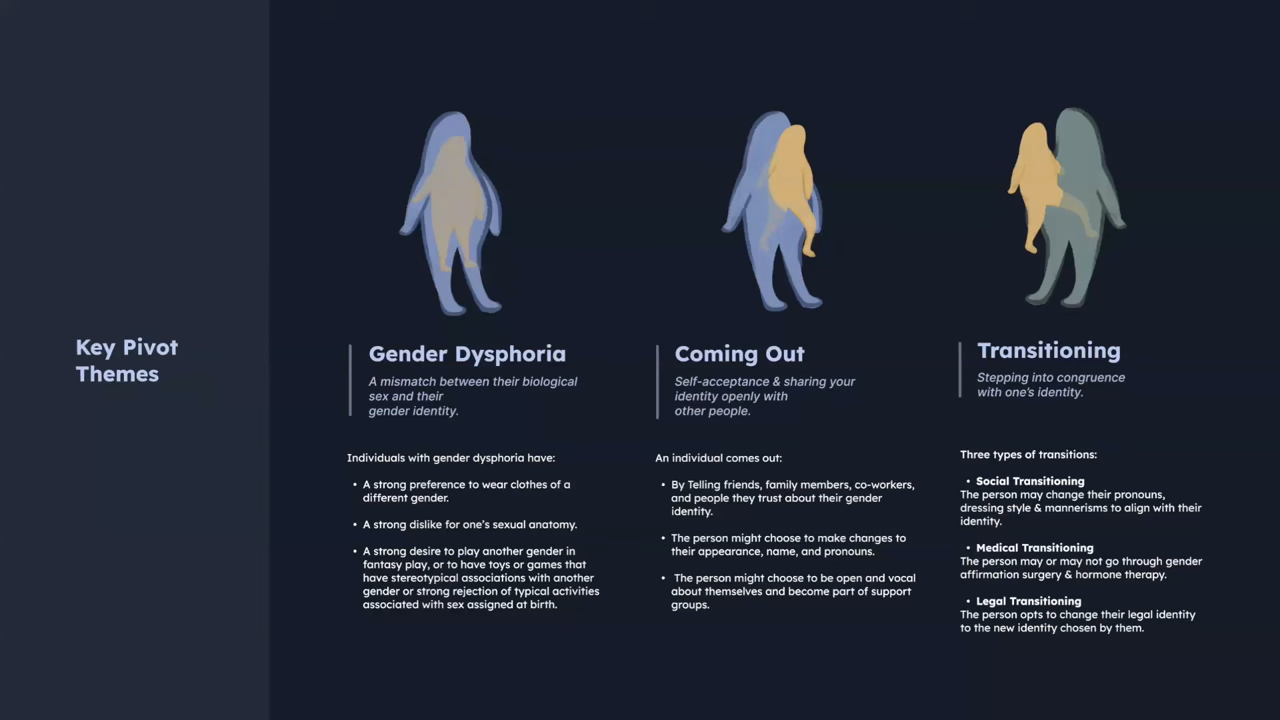 Key Pivot
Themes
Gender Dysphoria
A mismatch between their biological
sex and their
gender identity.
Individuals with gender dysphoria have:
• A strong preference to wear clothes of a
different gender.
• A strong dislike for one's sexual anatomy.
• A strong desire to play another gender in
fantasy play, or to have toys or games that
have stereotypical associations with another
gender or strong rejection of typical activities
associated with sex assigned at birth.
Coming Out
Self-acceptance & sharing your
identity openly with
other people.
An individual comes out:
• By Telling friends, family members, co-workers,
and people they trust about their gender
identity.
• The person might choose to make changes to
their appearance, name, and pronouns.
• The person might choose to be open and vocal
about themselves and become part of support
groups.
Transitioning
Stepping into congruence
with one's identity.
Three types of transitions:
• Social Transitioning
The person may change their pronouns,
dressing style & mannerisms to align with their
identity.
• Medical Transitioning
The person may or may not go through gender
affirmation surgery & hormone therapy.
• Legal Transitioning
The person opts to change their legal identity
to the new identity chosen by them.